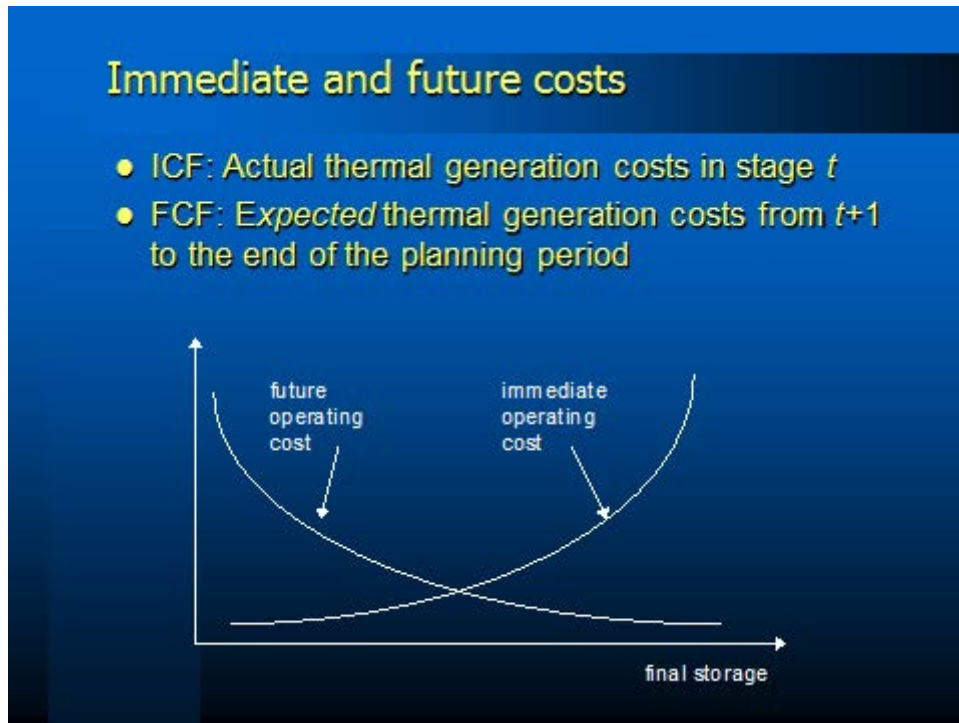 Immediate and future costs
ICF: Actual thermal generation costs in stage t
FCF: Expected thermal generation costs from t+1
to the end of the planning period
future
operating
cost
immediate
operating
cost
final storage